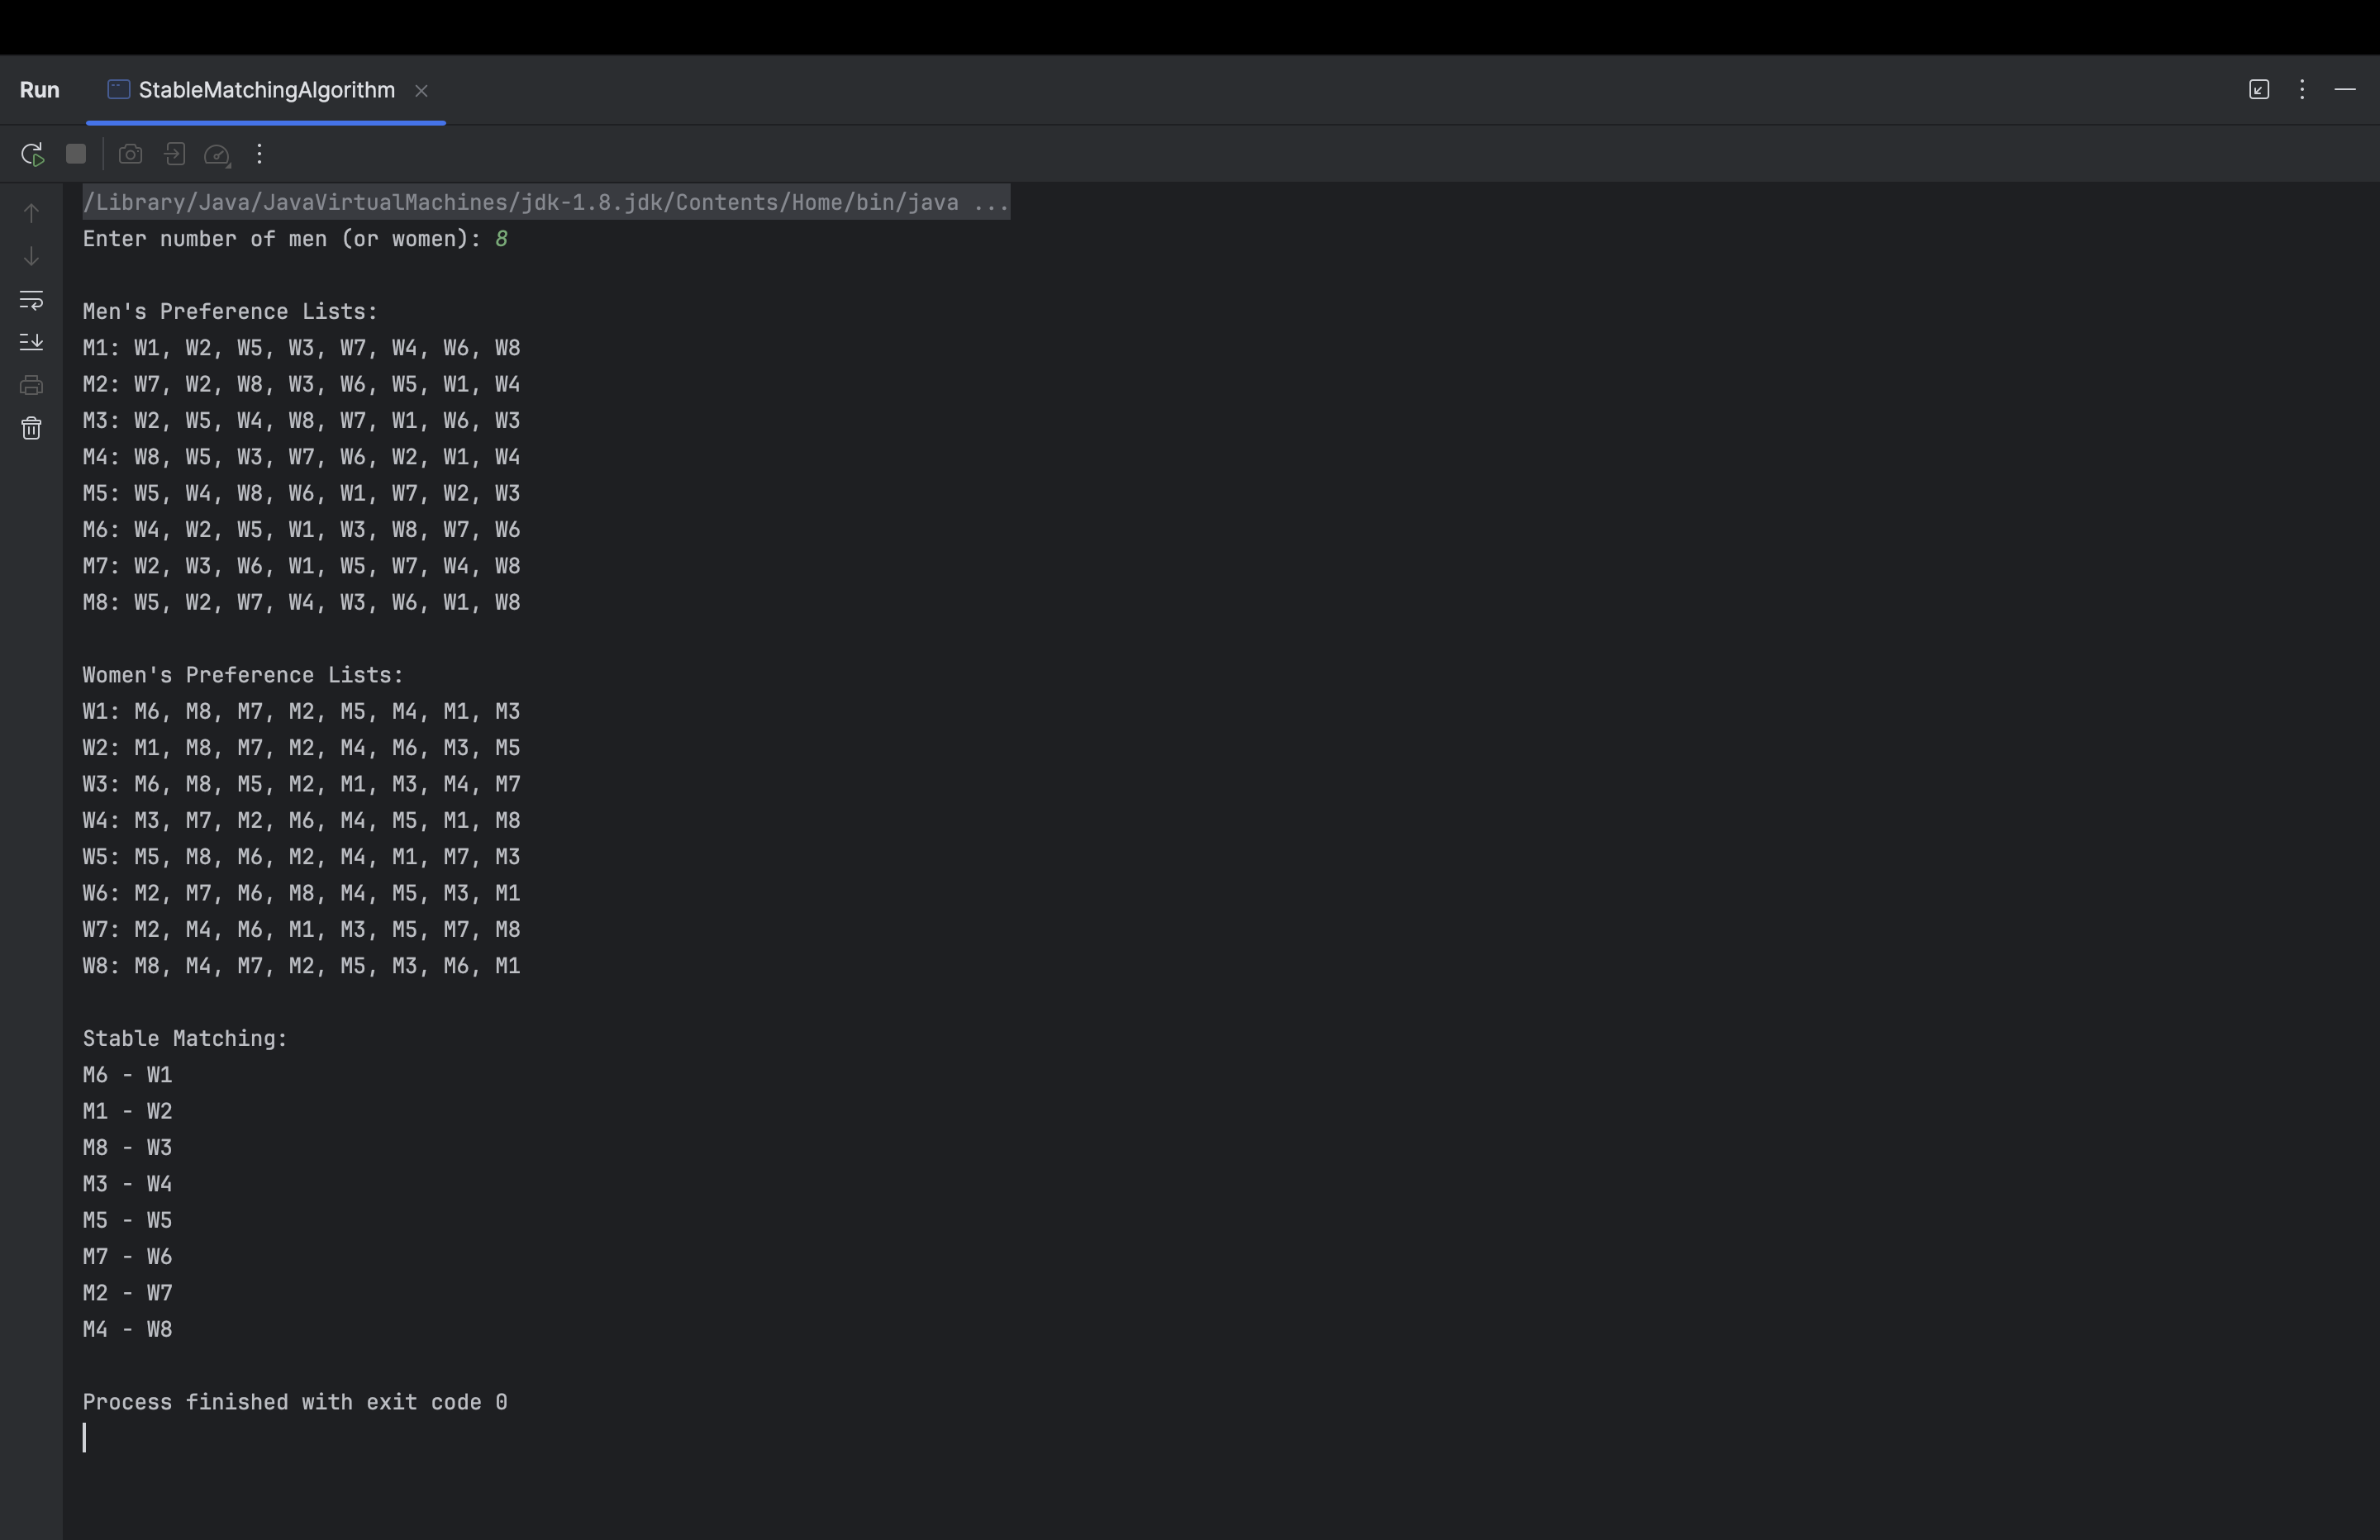 Run StableMatchingAlgorithm
/Library/Java/JavaVirtualMachines/jdk-1.8.jdk/Contents/Home/bin/java ...
Enter number of men (or women): 8
Men's Preference Lists:
M1: W1, W2, W5, W3, W7, W4, W6, W8
M2: W7, W2, W8, W3, W6, W5, W1, W4
M3: W2, W5, W4, W8, W7, W1, W6, W3
M4: W8, W5, W3, W7, W6, W2, W1, W4
M5: W5, W4, W8, W6, W1, W7, W2, W3
M6: W4, W2, W5, W1, W3, W8, W7, W6
M7: W2, W3, W6, W1, W5, W7, W4, W8
M8: W5, W2, W7, W4, W3, W6, W1, W8
Women's Preference Lists:
W1: M6, M8, M7, M2, M5, M4, M1, M3
W2: M1, M8, M7, M2, M4, M6, M3, M5
W3: M6, M8, M5, M2, M1, M3, M4, M7
W4: M3, M7, M2, M6, M4, M5, M1, M8
W5: M5, M8, M6, M2, M4, M1, M7, M3
W6: M2, M7, M6, M8, M4, M5, M3, M1
W7: M2, M4, M6, M1, M3, M5, M7, M8
W8: M8, M4, M7, M2, M5, M3, M6, M1
Stable Matching:
M6 - W1
M1 - W2
M8 - W3
M3 - W4
M5 - W5
M7 - W6
M2 - W7
M4 - W8
Process finished with exit code 0